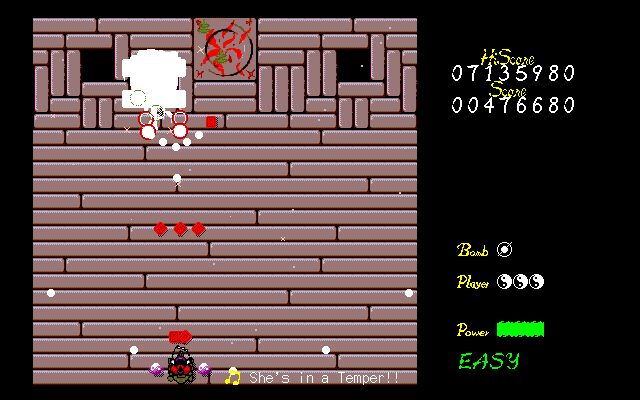 HiScore
07135980
Score
00476680
Bomb
Player
Power
EASY
She's in a Temper!!